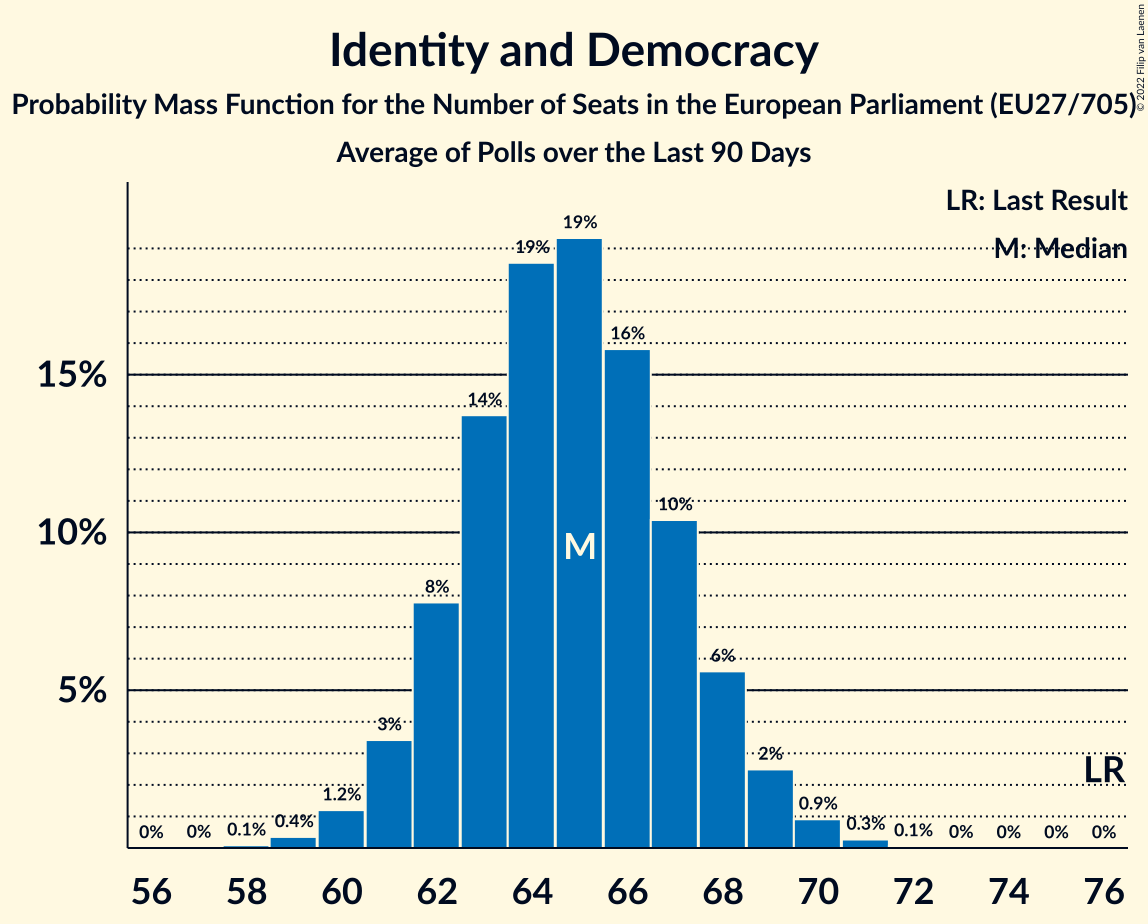 Identity and Democracy
Probability Mass Function for the Number of Seats in the European Parliament (EU27/705)
Average of Polls over the Last 90 Days
© 2022 Filip van Laenen
LR: Last Result
M: Median
15%
10%
5%
0%
0%
0.1%
0.4%
1.2%
3%
8%
14%
19%
19%
16%
10%
6%
2%
0.9%
0.3%
0.1%
0%
0%
0%
0%
M
LR
56 58 60 62 64 66 68 70 72 74 76